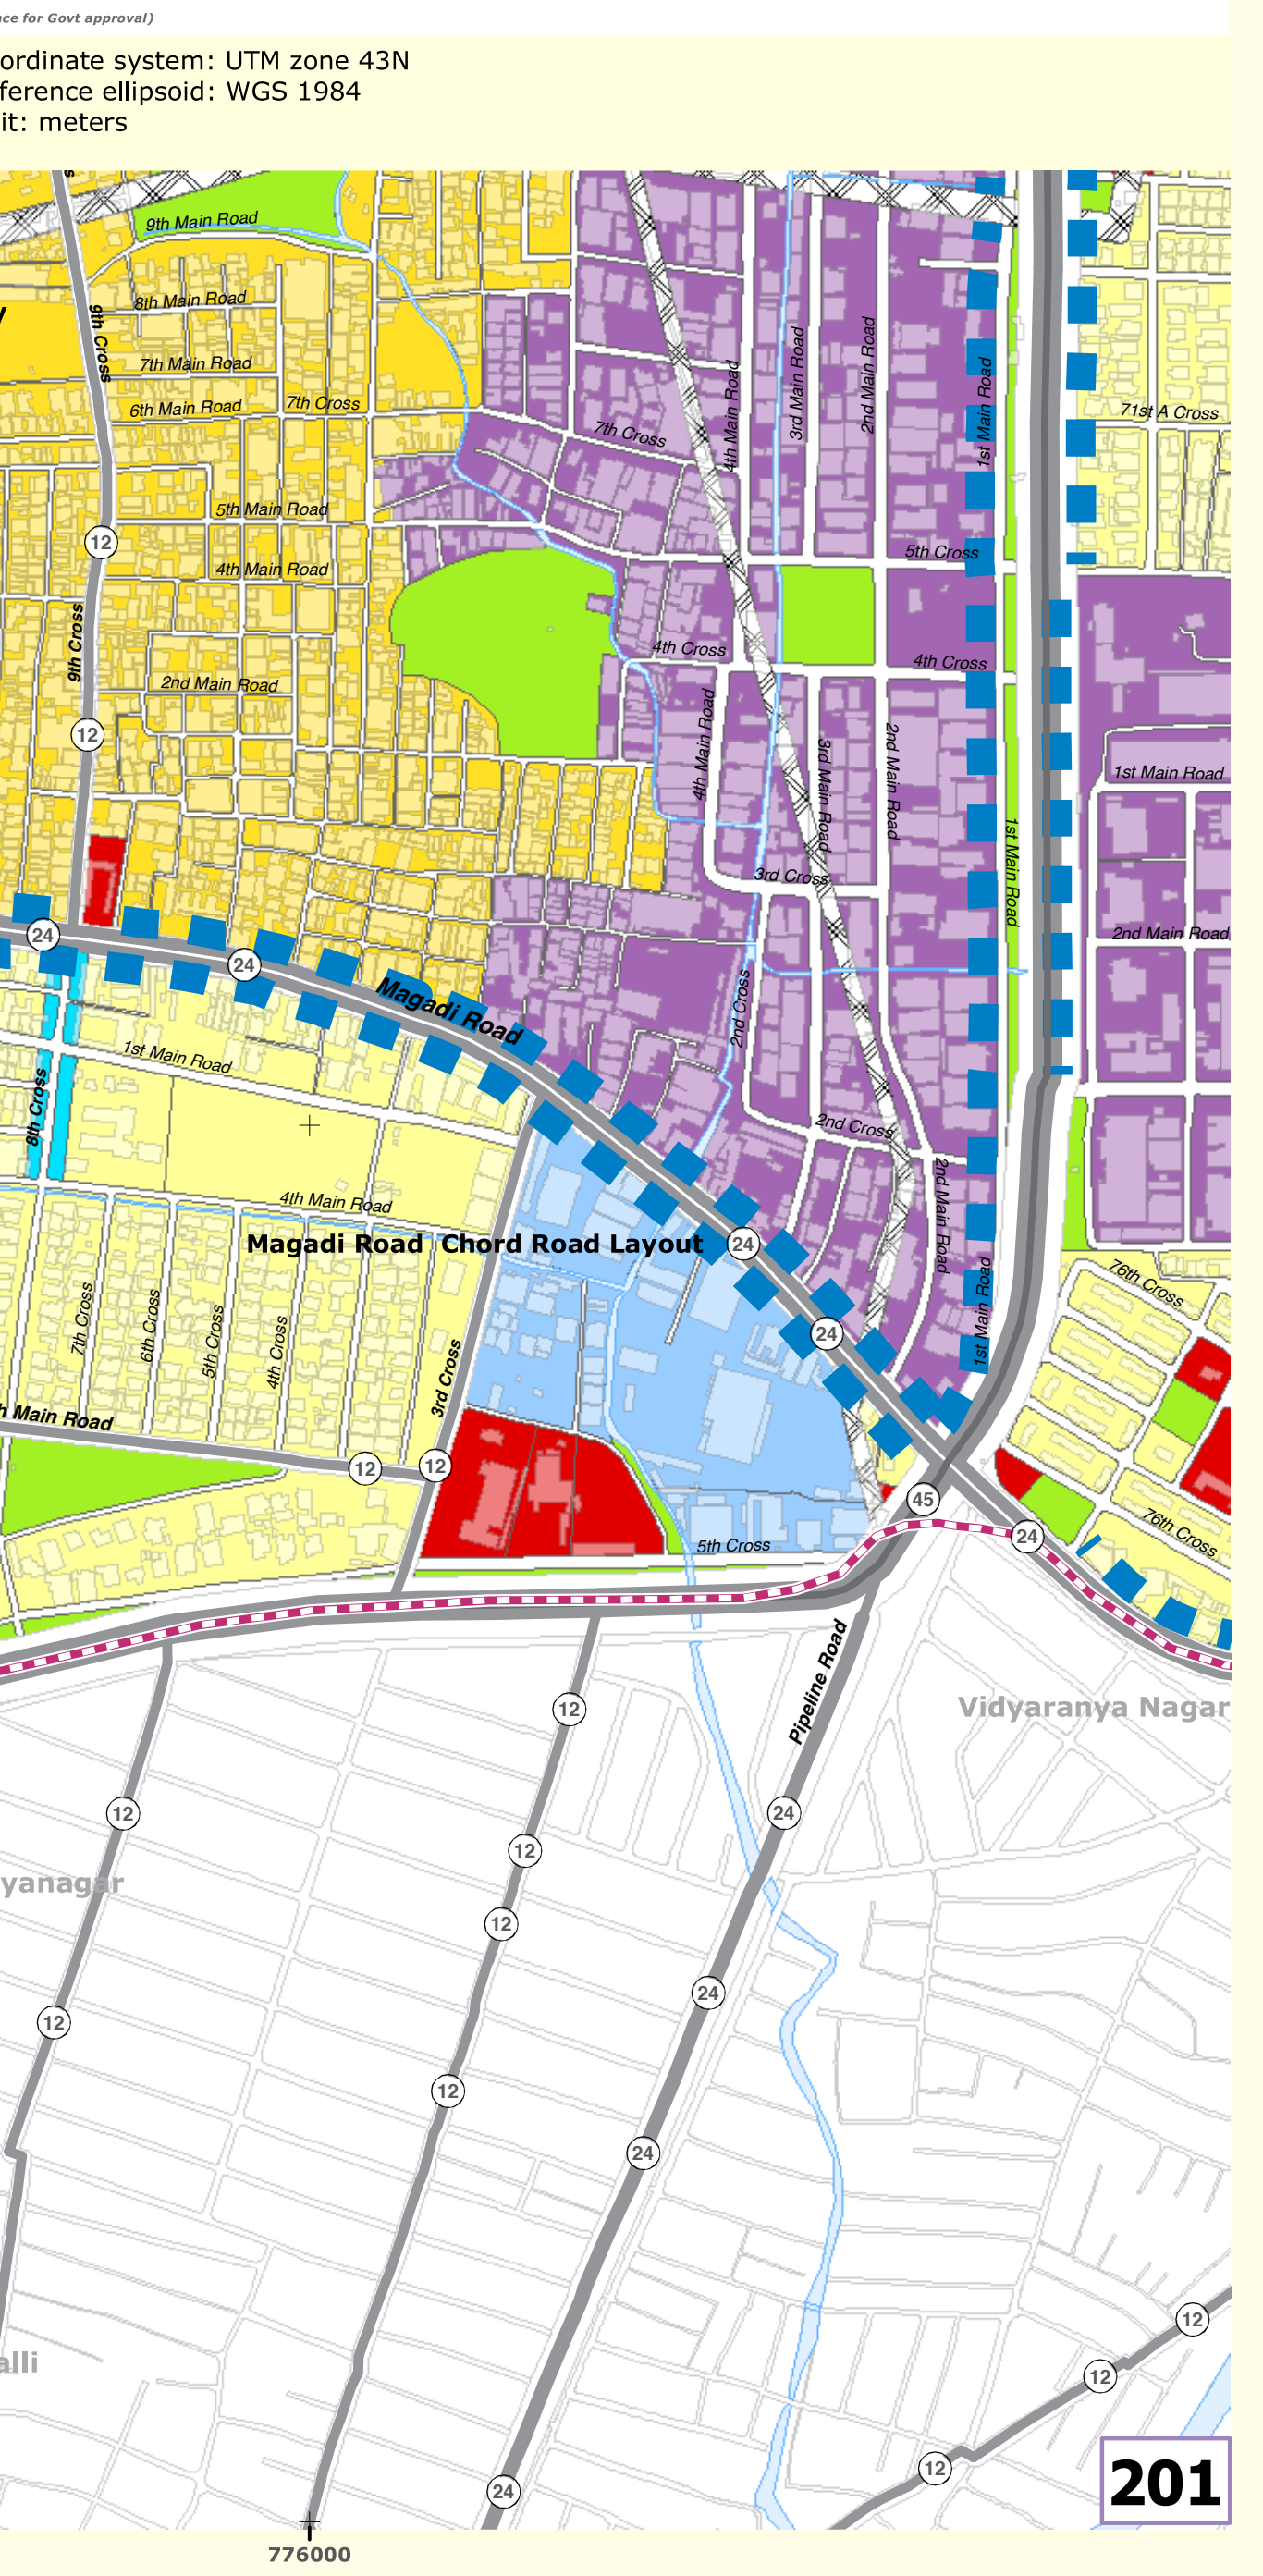 ce for Govt approval)
ordinate system: UTM zone 43N
ference ellipsoid: WGS 1984
it: meters
9th Main Road
8th Main Road
9th Cross
7th Main Road
6th Main Road
7th Cross
7th Cross
4th Main Road
3rd Main Road
2nd Main Road
1st Main Road
71st A Cross
5th Main Road
12
4th Main Road
5th Cross
9th Cross
4th Cross
4th Cross
2nd Main Road
12
4th Main Road
3rd Main Road
2nd Main Road
1st Main Road
1st Main Road
3rd Cross
24
24
2nd Main Road
Magadi Road
2nd Cross
1st Main Road
8th Cross
2nd Cross
4th Main Road
2nd Main Road
Magadi Road Chord Road Layout
24
76th Cross
7th Cross
6th Cross
5th Cross
4th Cross
3rd Cross
24
1st Main Road
h Main Road
12
12
45
24
76th Cross
5th Cross
Pipeline Road
12
Vidyaranya Nagar
12
24
12
yanagar
12
24
12
12
24
12
12
alli
12
24
201
776000